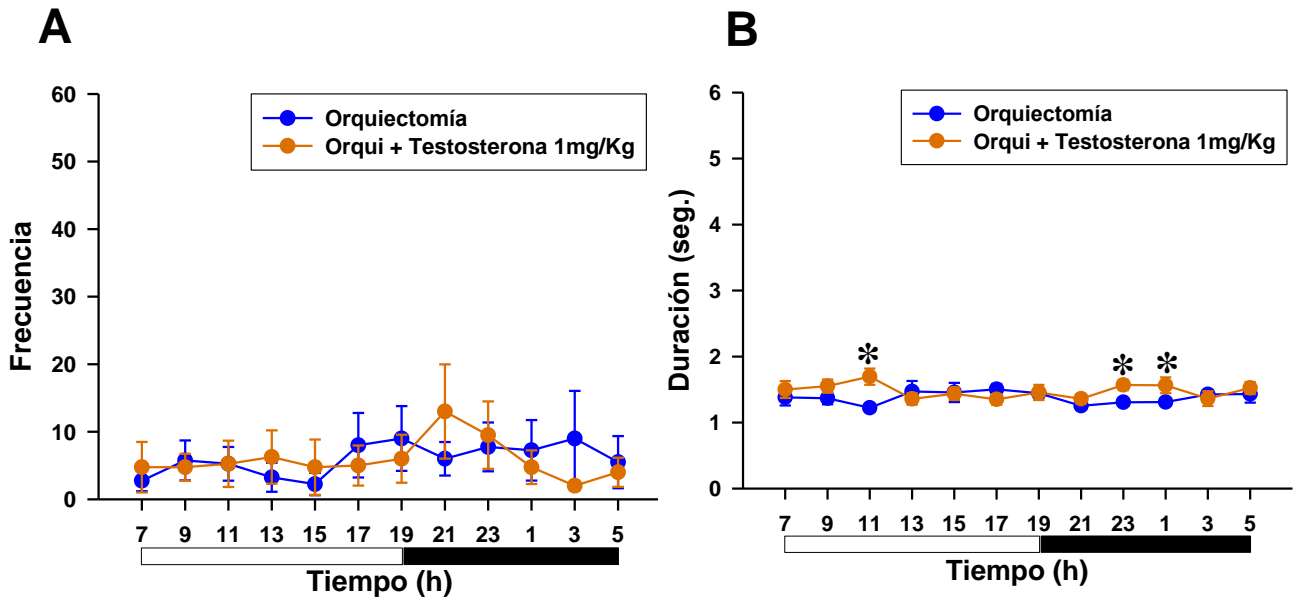 A
Frecuencia
60
50
40
30
20
10
0
Orquiectomía
Orqui + Testosterona 1mg/Kg
7 9 11 13 15 17 19 21 23 1 3 5
Tiempo (h)
B
Duración (seg.)
6
5
4
3
2
1
0
Orquiectomía
Orqui + Testosterona 1mg/Kg
* * *
7 9 11 13 15 17 19 21 23 1 3 5
Tiempo (h)